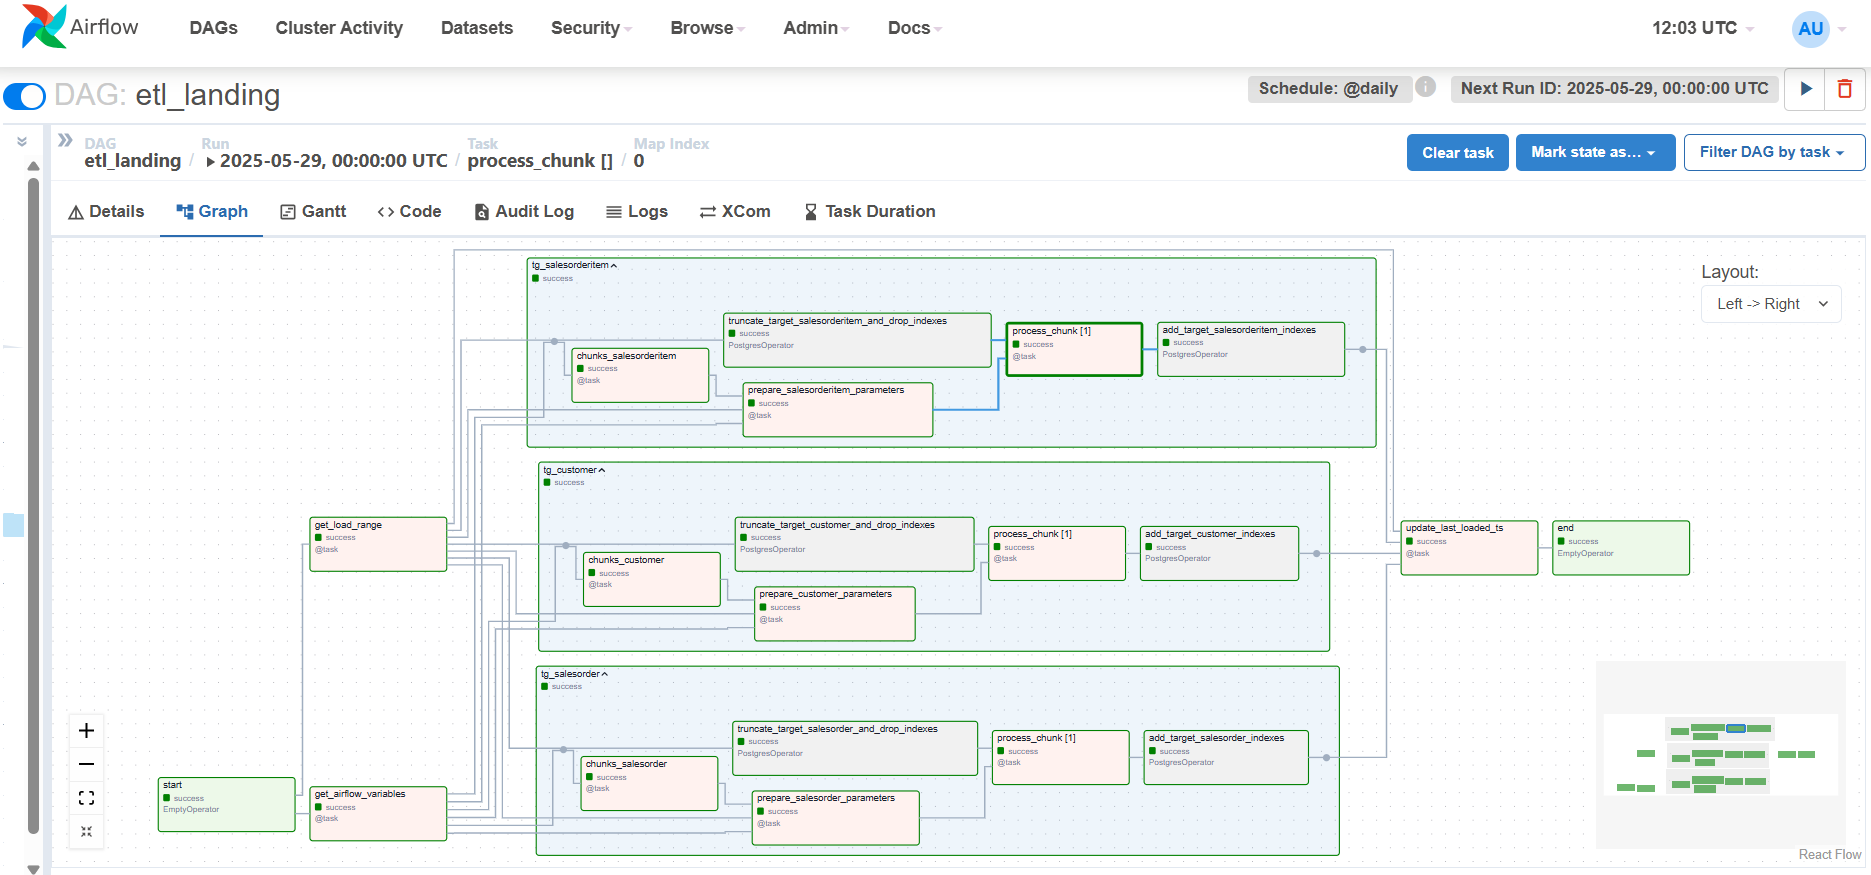 Airflow
DAGs
Cluster Activity
Datasets
Security
Browse
Admin
Docs
12:03 UTC
AU
DAG: etl_landing
Schedule: @daily
Next Run ID: 2025-05-29, 00:00:00 UTC
DAG
etl_landing
/
Run
2025-05-29, 00:00:00 UTC
/
Task
process_chunk []
/
Map Index
0
Clear task
Mark state as...
Filter DAG by task
Details
Graph
Gantt
Code
Audit Log
Logs
XCom
Task Duration
Layout:
Left -> Right
tg_salesorderitem
success
truncate_target_salesorderitem_and_drop_indexes
success
PostgresOperator
chunks_salesorderitem
success
@task
prepare_salesorderitem_parameters
success
@task
process_chunk [1]
success
@task
add_target_salesorderitem_indexes
success
PostgresOperator
tg_customer
success
truncate_target_customer_and_drop_indexes
success
PostgresOperator
chunks_customer
success
@task
prepare_customer_parameters
success
@task
process_chunk [1]
success
@task
add_target_customer_indexes
success
PostgresOperator
get_load_range
success
@task
update_last_loaded_ts
success
@task
end
success
EmptyOperator
tg_salesorder
success
truncate_target_salesorder_and_drop_indexes
success
PostgresOperator
chunks_salesorder
success
@task
prepare_salesorder_parameters
success
@task
process_chunk [1]
success
@task
add_target_salesorder_indexes
success
PostgresOperator
start
success
EmptyOperator
get_airflow_variables
success
@task
React Flow